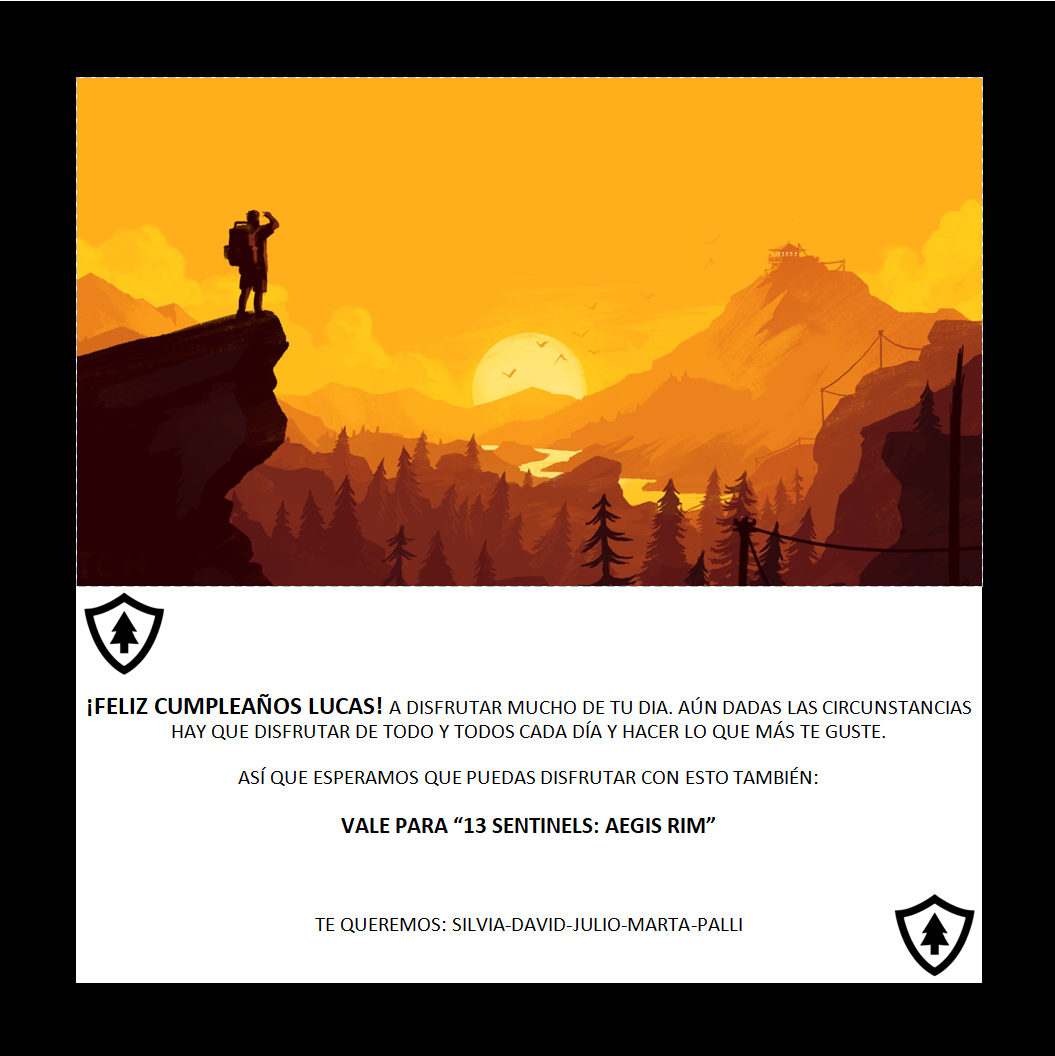 ¡FELIZ CUMPLEAÑOS LUCAS! A DISFRUTAR MUCHO DE TU DIA. AÚN DADAS LAS CIRCUNSTANCIAS
HAY QUE DISFRUTAR DE TODO Y TODOS CADA DÍA Y HACER LO QUE MÁS TE GUSTE.
ASÍ QUE ESPERAMOS QUE PUEDAS DISFRUTAR CON ESTO TAMBIÉN:
VALE PARA “13 SENTINELS: AEGIS RIM”
TE QUEREMOS: SILVIA-DAVID-JULIO-MARTA-PALLI